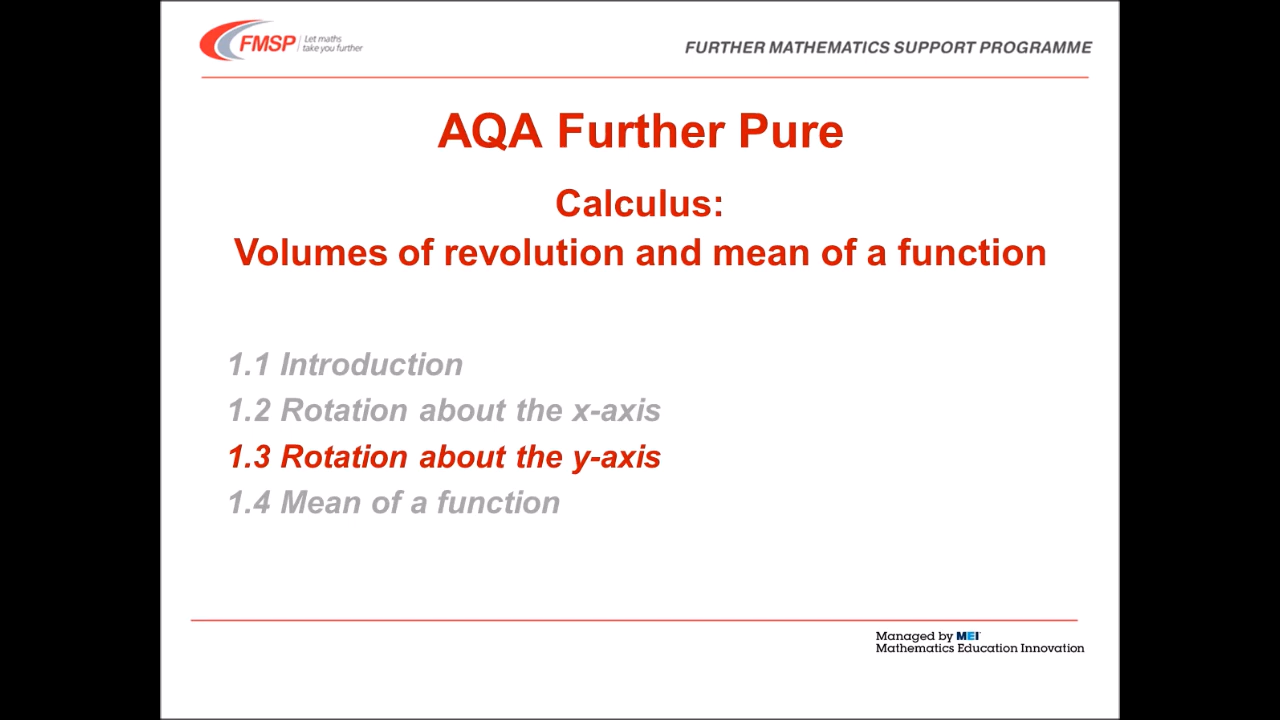 FMSP Let maths
take you further
FURTHER MATHEMATICS SUPPORT PROGRAMME
AQA Further Pure
Calculus:
Volumes of revolution and mean of a function
1.1 Introduction
1.2 Rotation about the x-axis
1.3 Rotation about the y-axis
1.4 Mean of a function
Managed by MEI
Mathematics Education Innovation